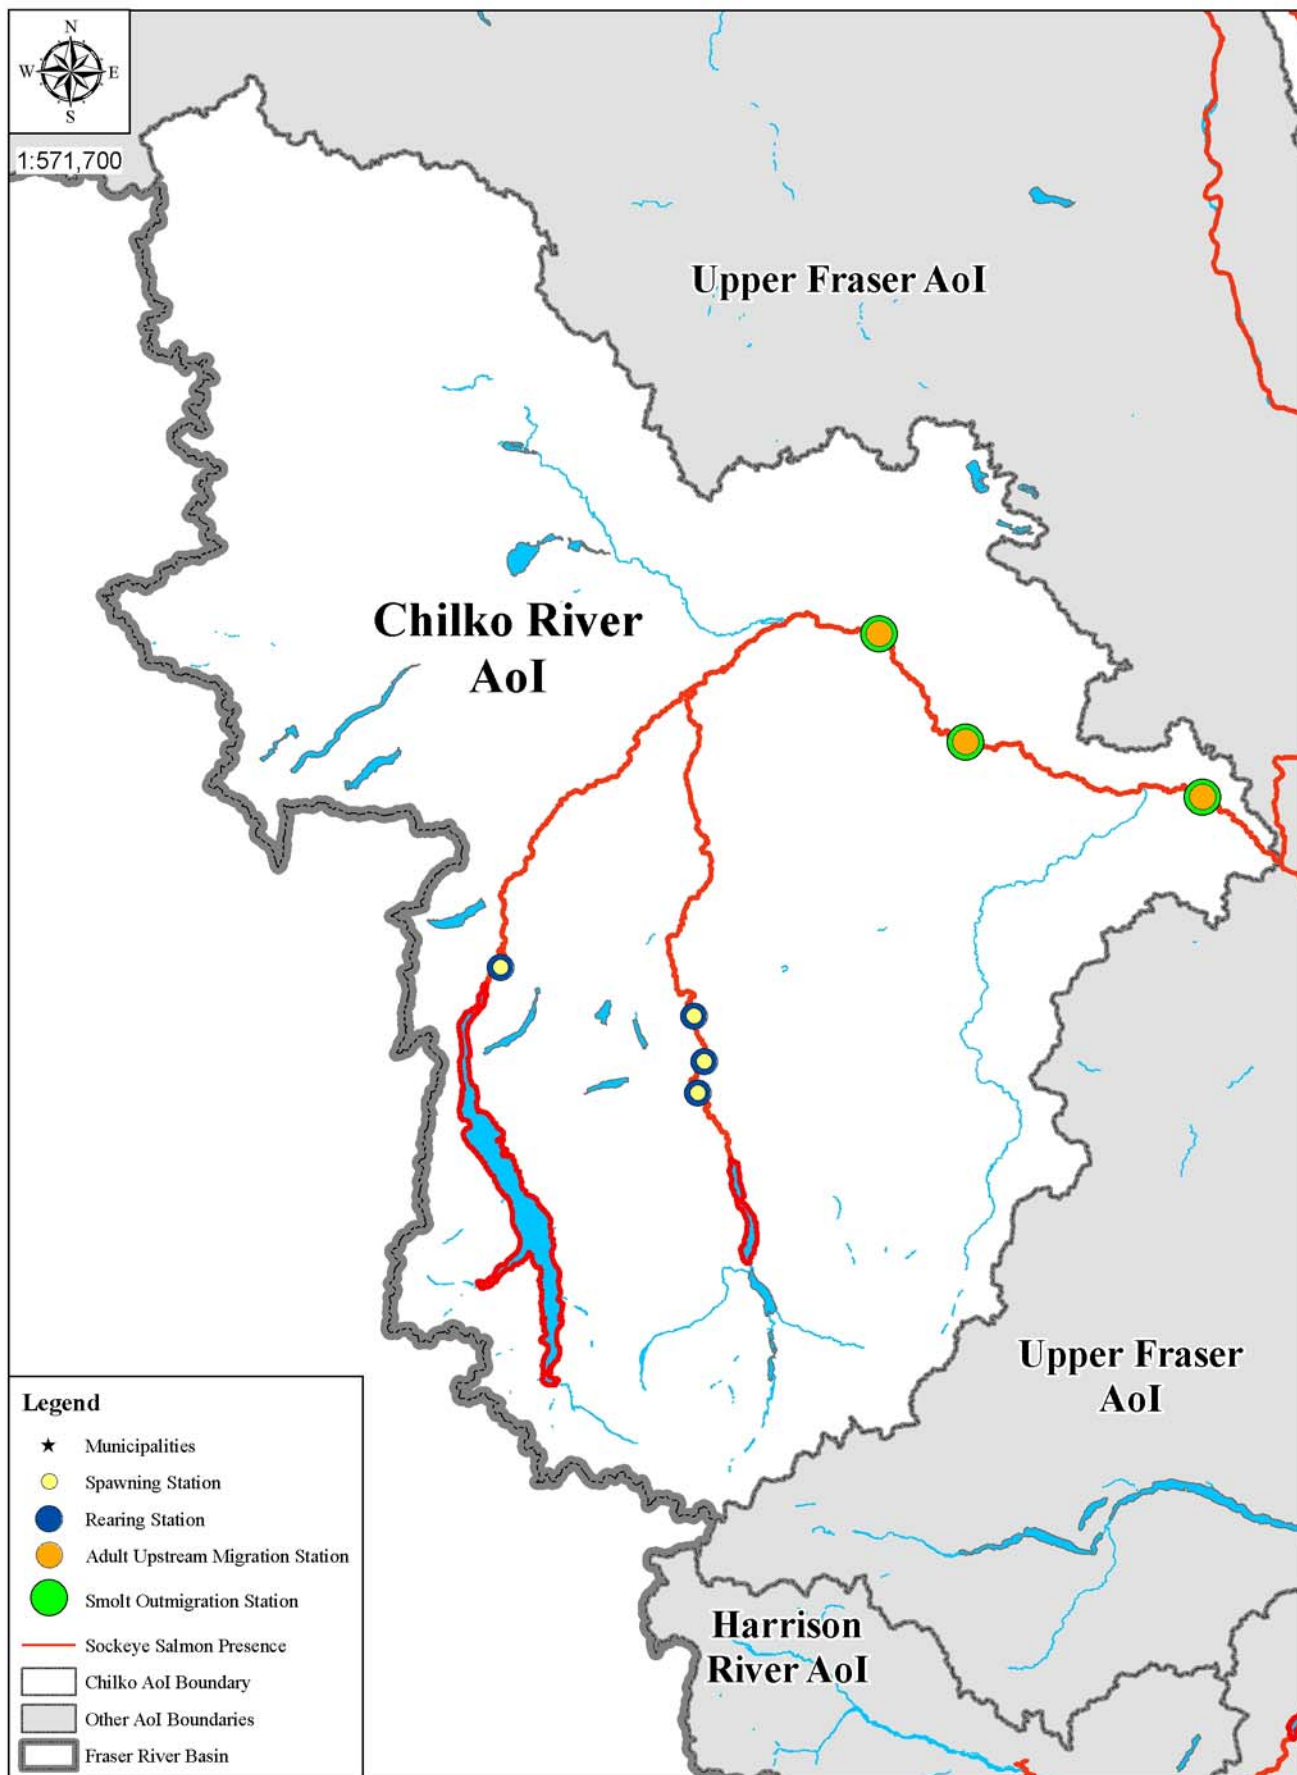 N
W E
S
1:571,700
Upper Fraser AoI
Chilko River
AoI
Upper Fraser
AoI
Harrison
River AoI
Legend
Municipalities
Spawning Station
Rearing Station
Adult Upstream Migration Station
Smolt Outmigration Station
Sockeye Salmon Presence
Chilko AoI Boundary
Other AoI Boundaries
Fraser River Basin